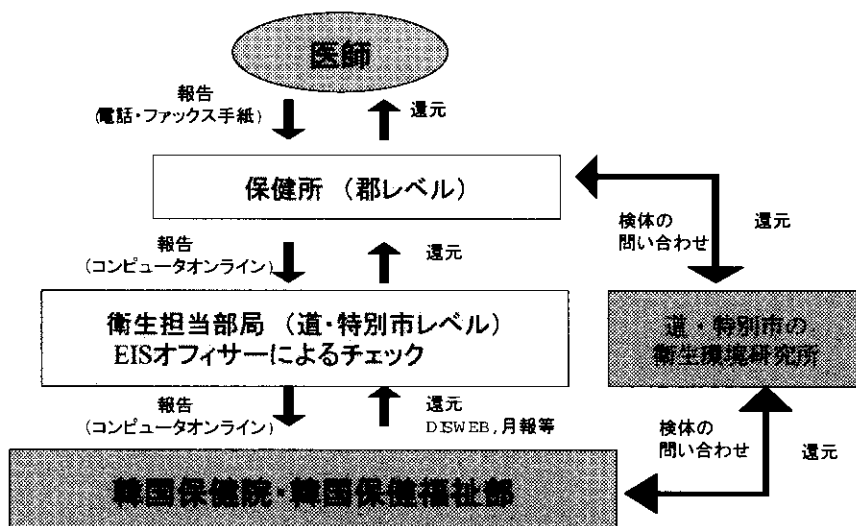 医師
報告
(電話・ファックス手紙)
還元
保健所 （郡レベル）
検体の
問い合わせ
還元
報告
(コンピュータオンライン)
還元
衛生担当部局 （道・特別市レベル）
EISオフィサーによるチェック
道・特別市の
衛生環境研究所
報告
(コンピュータオンライン)
還元
DISWEB,月報等
検体の
問い合わせ
還元
韓国保健院・韓国保健福祉部